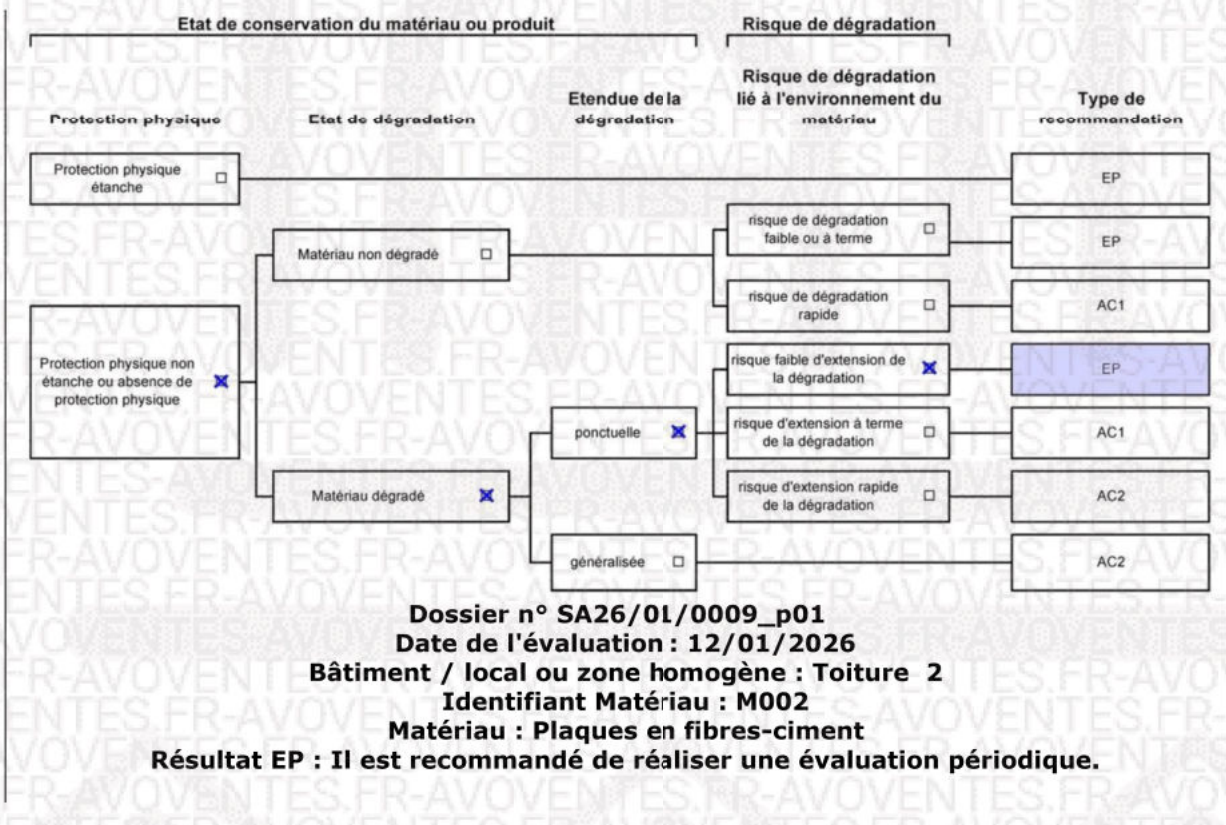 Etat de conservation du matériau ou produit
Risque de dégradation
Protection physique
Etat de dégradation
Etendue de la
dégradation
Risque de dégradation
lié à l'environnement du
matériau
Type de
recommandation
Protection physique
étanche
EP
Matériau non dégradé
risque de dégradation
faible ou à terme
EP
risque de dégradation
rapide
AC1
Protection physique non
étanche ou absence de
protection physique
risque faible d'extension de
la dégradation
EP
ponctuelle
risque d'extension à terme
de la dégradation
AC1
Matériau dégradé
risque d'extension rapide
de la dégradation
AC2
généralisée
AC2
Dossier n° SA26/01/0009_p01
Date de l'évaluation : 12/01/2026
Bâtiment / local ou zone homogène : Toiture 2
Identifiant Matériau : M002
Matériau : Plaques en fibres-ciment
Résultat EP : Il est recommandé de réaliser une évaluation périodique.